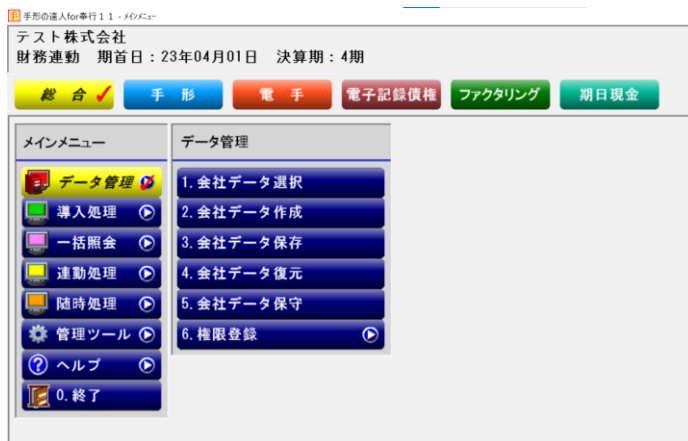 手形の達人for奉行11 - メインメニュー
テスト株式会社
財務連動 期首日:23年04月01日 決算期:4期
総合 手形 電手 電子記録債権 ファクタリング 期日現金
メインメニュー
データ管理
導入処理
一括照会
連動処理
随時処理
管理ツール
ヘルプ
0.終了
データ管理
1.会社データ選択
2.会社データ作成
3.会社データ保存
4.会社データ復元
5.会社データ保守
6.権限登録